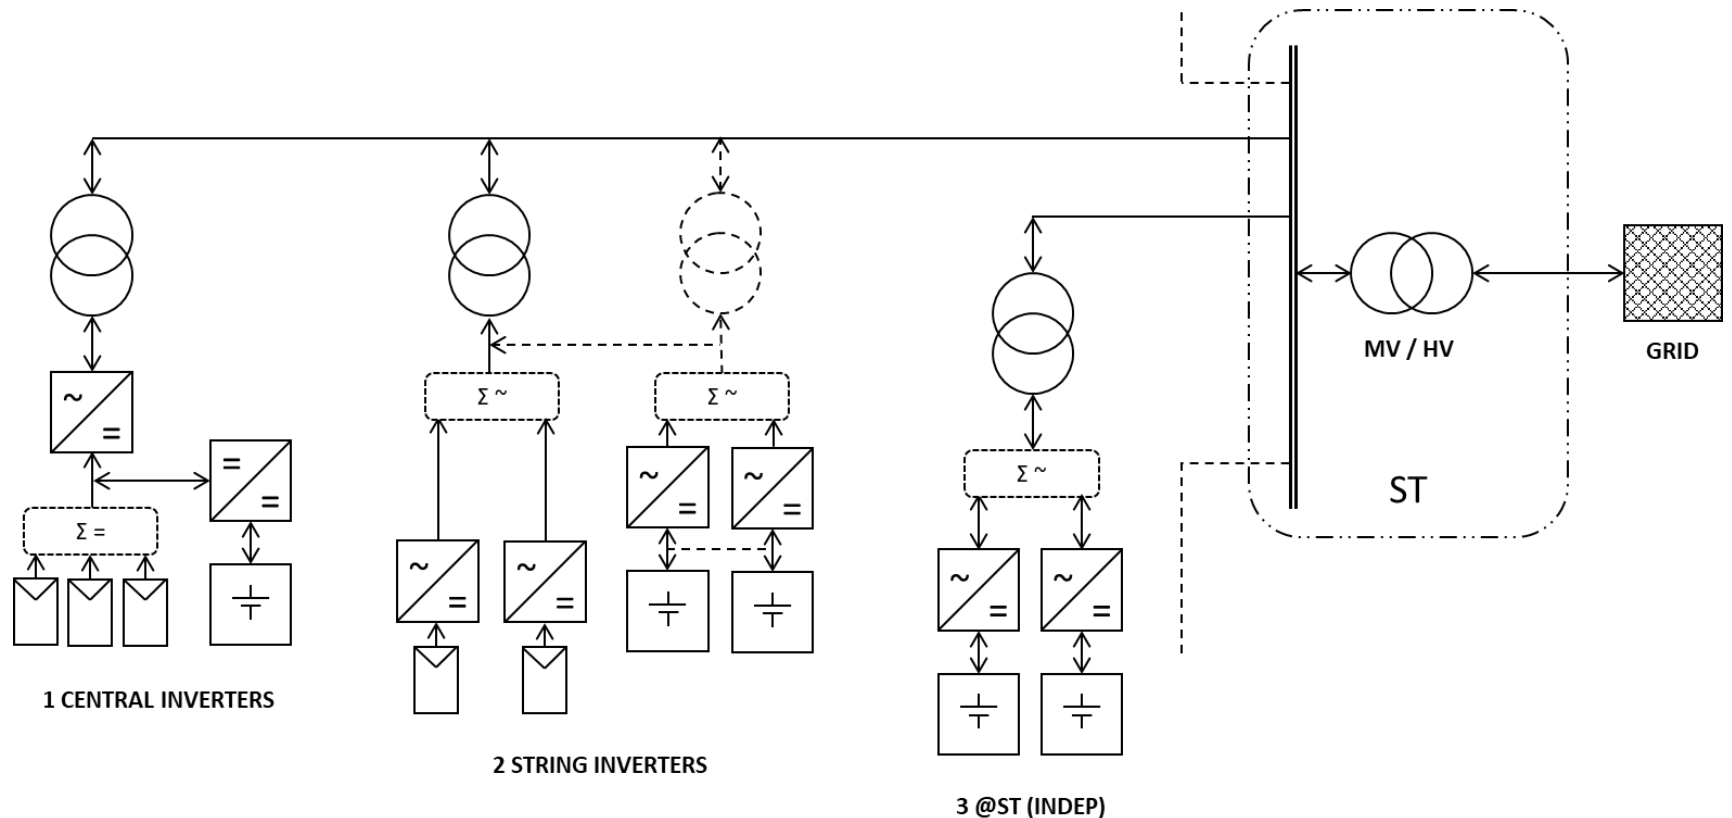 MV / HV
GRID
~
=
=
=
Σ =
Σ ~
Σ ~
~
=
~
=
~
=
~
=
Σ ~
~
=
~
=
ST
1 CENTRAL INVERTERS
2 STRING INVERTERS
3 @ST (INDEP)